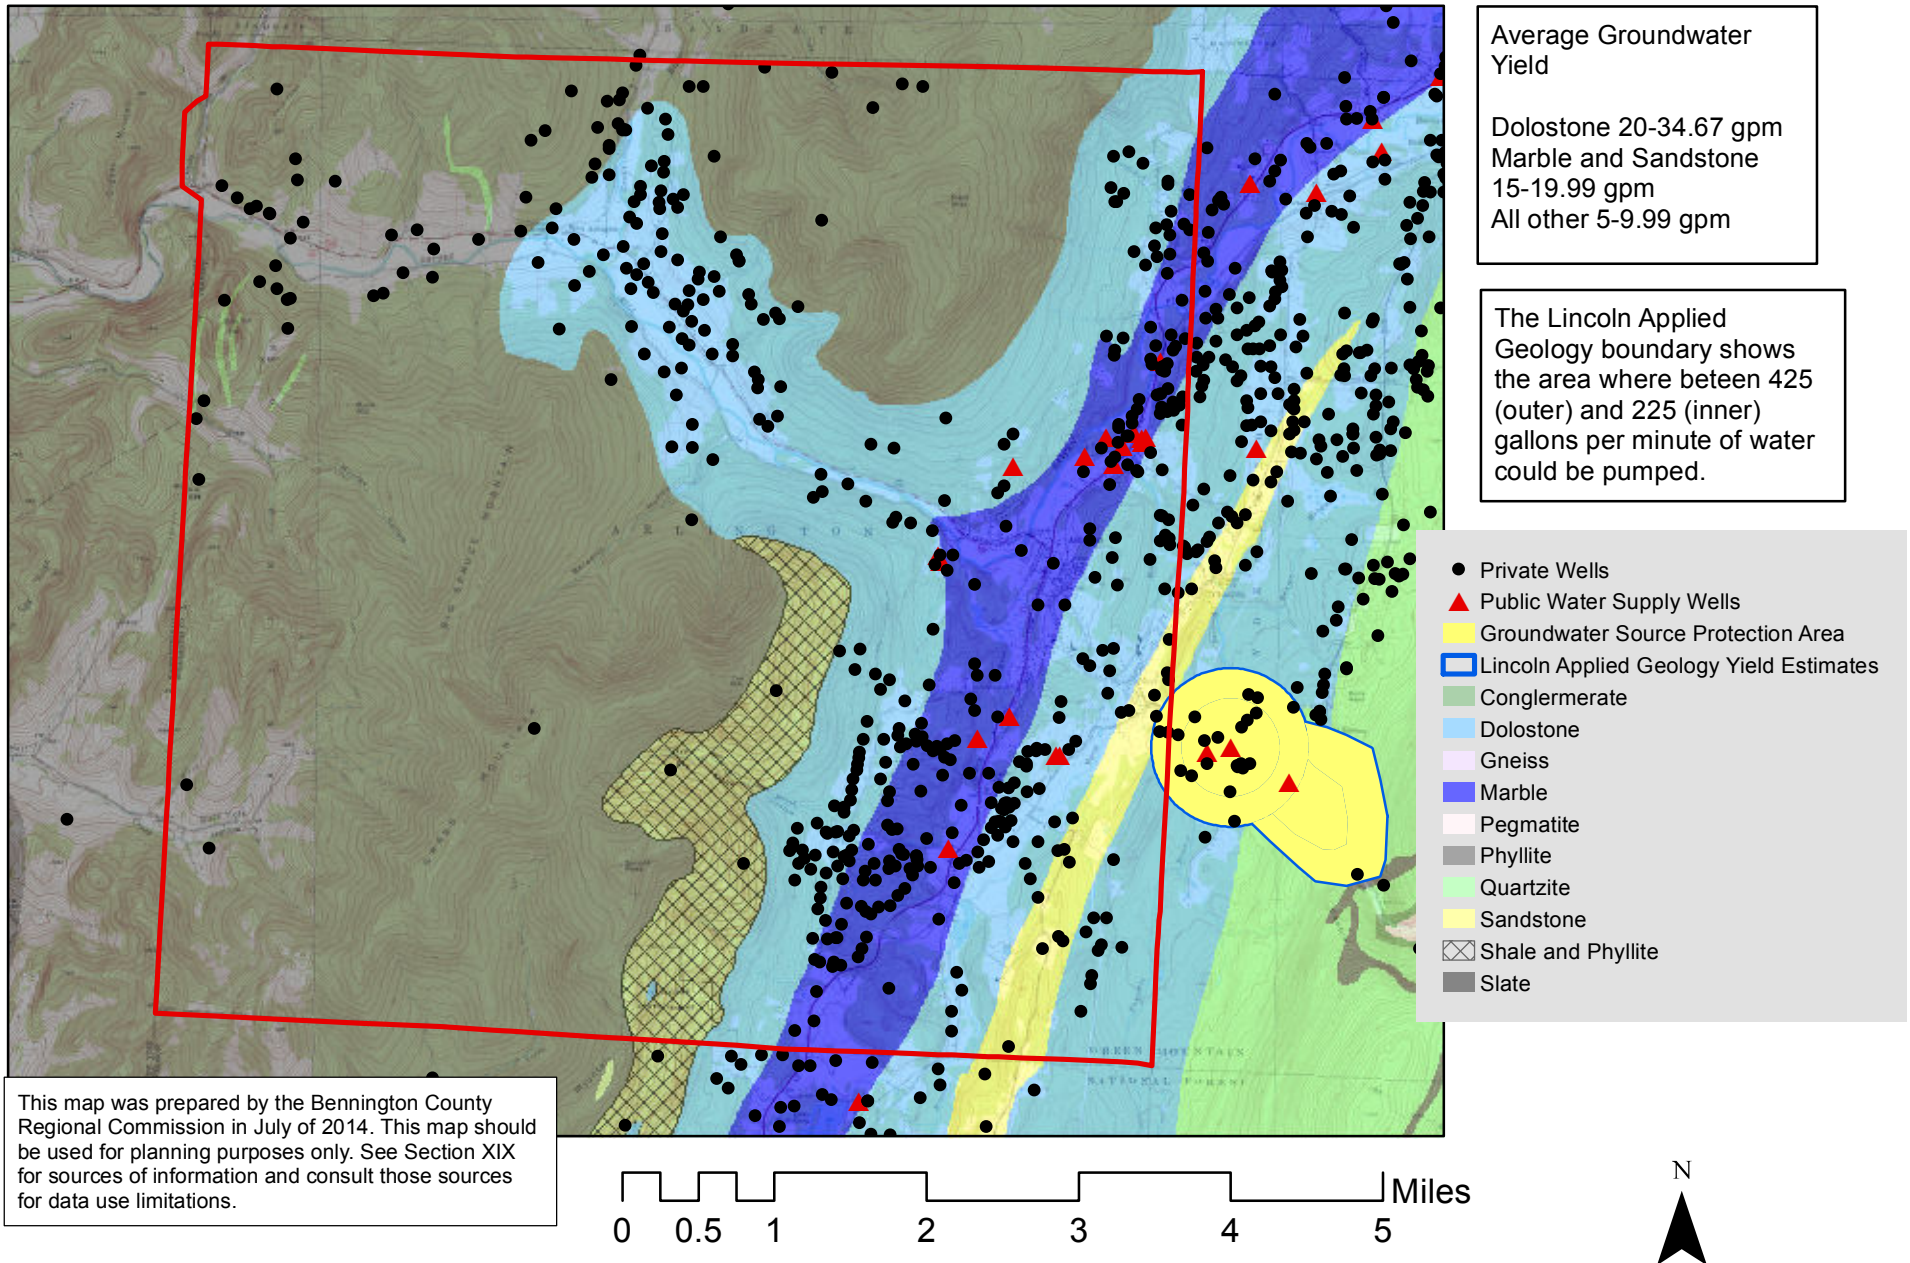 Average Groundwater
Yield
Dolostone 20-34.67 gpm
Marble and Sandstone
15-19.99 gpm
All other 5-9.99 gpm
The Lincoln Applied
Geology boundary shows
the area where beteen 425
(outer) and 225 (inner)
gallons per minute of water
could be pumped.
Private Wells
Public Water Supply Wells
Groundwater Source Protection Area
Lincoln Applied Geology Yield Estimates
Conglermerate
Dolostone
Gneiss
Marble
Pegmatite
Phyllite
Quartzite
Sandstone
Shale and Phyllite
Slate
A R L I N G T O N
GREEN MOUNTAIN
NATIONAL FOREST
This map was prepared by the Bennington County
Regional Commission in July of 2014. This map should
be used for planning purposes only. See Section XIX
for sources of information and consult those sources
for data use limitations.
Miles
0 0.5 1 2 3 4 5
N